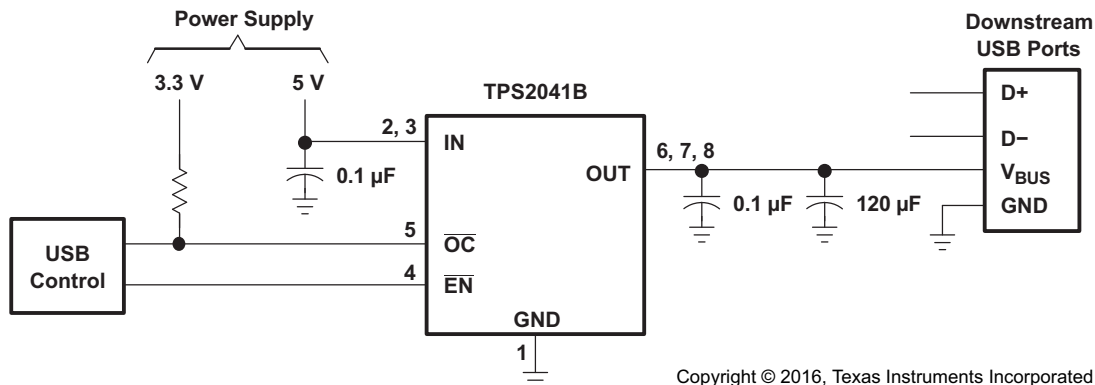 Power Supply
3.3 V
5 V
TPS2041B
Downstream
USB Ports
2, 3
IN
0.1 µF
OUT
6, 7, 8
0.1 µF
120 µF
D+
D−
VBUS
GND
USB
Control
5
OC
4
EN
GND
1
Copyright © 2016, Texas Instruments Incorporated